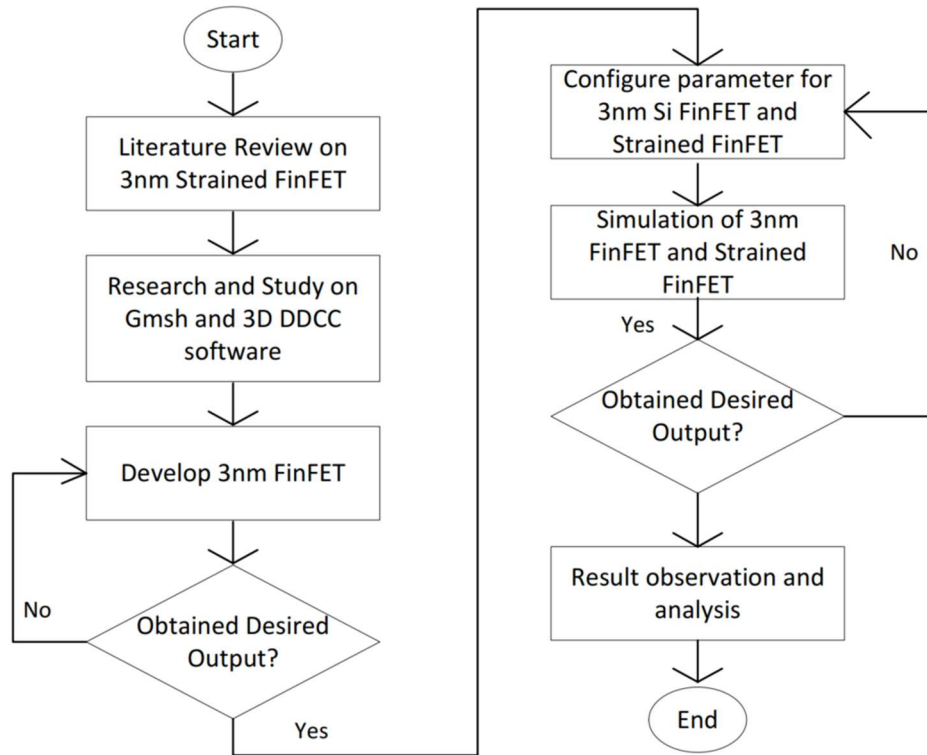 Start
Literature Review on
3nm Strained FinFET
Research and Study on
Gmsh and 3D DDCC
software
Develop 3nm FinFET
No
Obtained Desired
Output?
Yes
Configure parameter for
3nm Si FinFET and
Strained FinFET
Simulation of 3nm
FinFET and Strained
FinFET
No
Yes
Obtained Desired
Output?
Result observation and
analysis
End